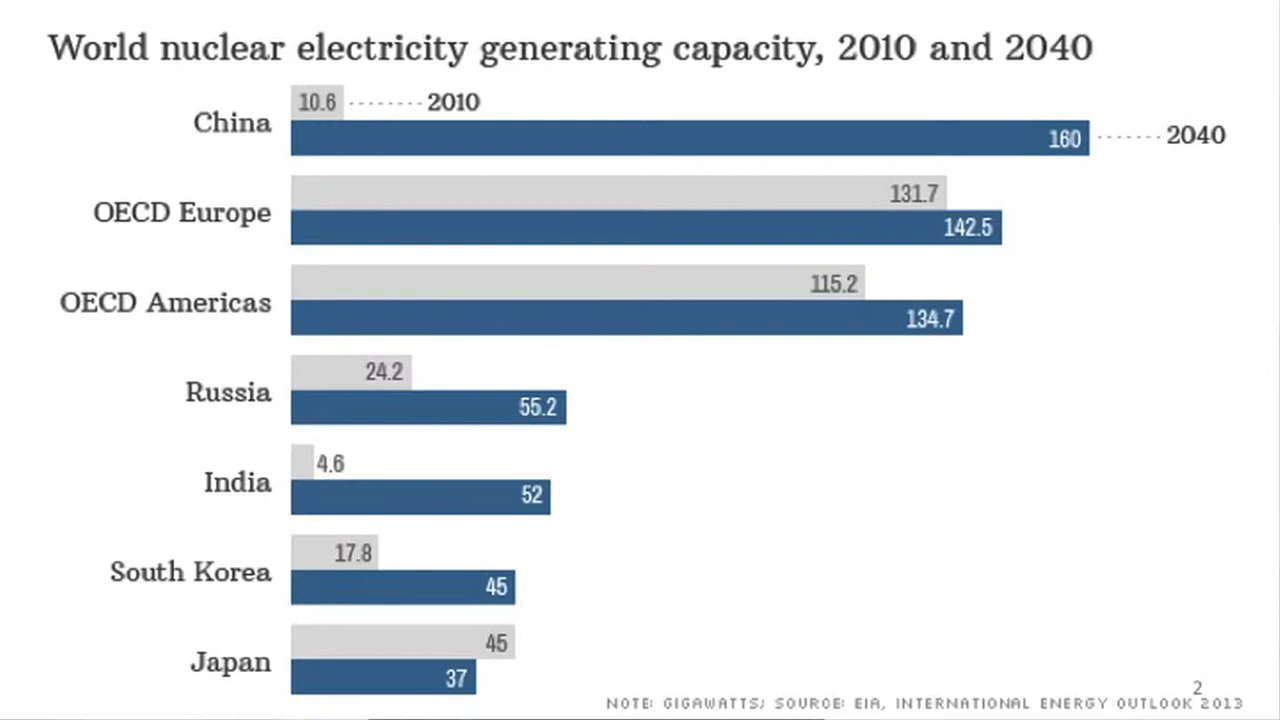 World nuclear electricity generating capacity, 2010 and 2040
10.6 2010
China
160 2040
131.7
OECD Europe
142.5
115.2
OECD Americas
134.7
24.2
Russia
55.2
4.6
India
52
17.8
South Korea
45
45
Japan
37
2
NOTE: GIGAWATTS; SOURCE: EIA, INTERNATIONAL ENERGY OUTLOOK 2013